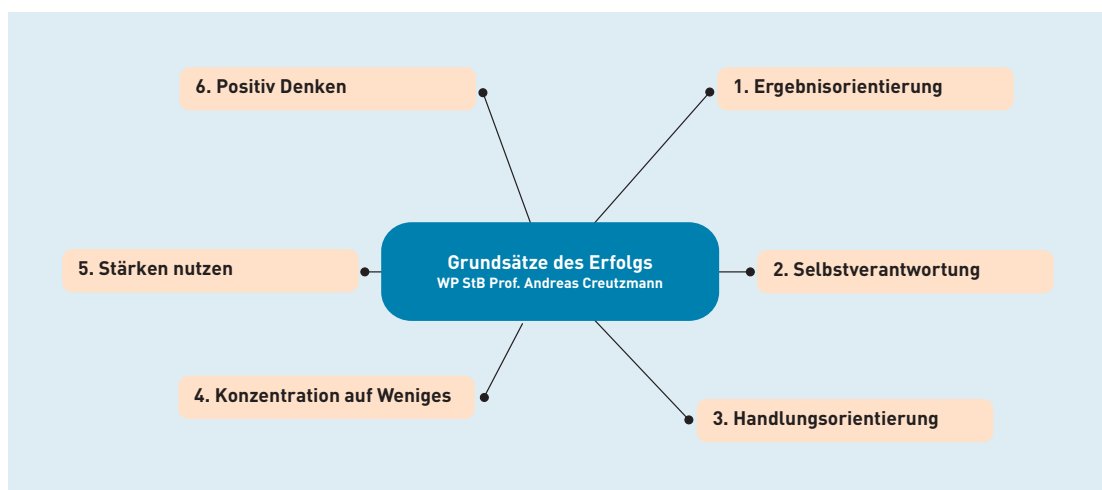 Grundsätze des Erfolgs
WP StB Prof. Andreas Creutzmann
1. Ergebnisorientierung
2. Selbstverantwortung
3. Handlungsorientierung
4. Konzentration auf Weniges
5. Stärken nutzen
6. Positiv Denken